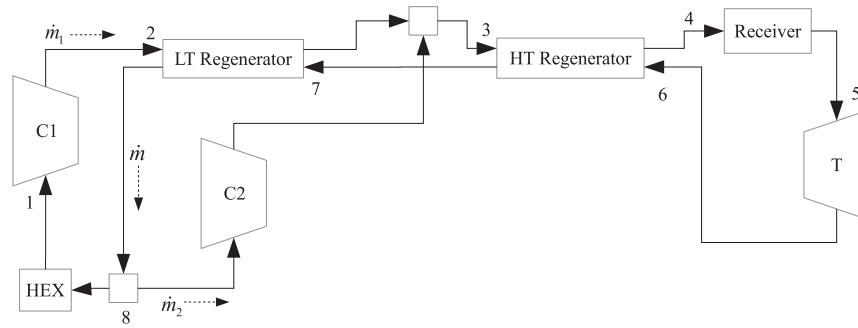 ṁ1
2
LT Regenerator
3
HT Regenerator
4
Receiver
7
6
5
C1
ṁ
C2
T
1
HEX
8
ṁ2